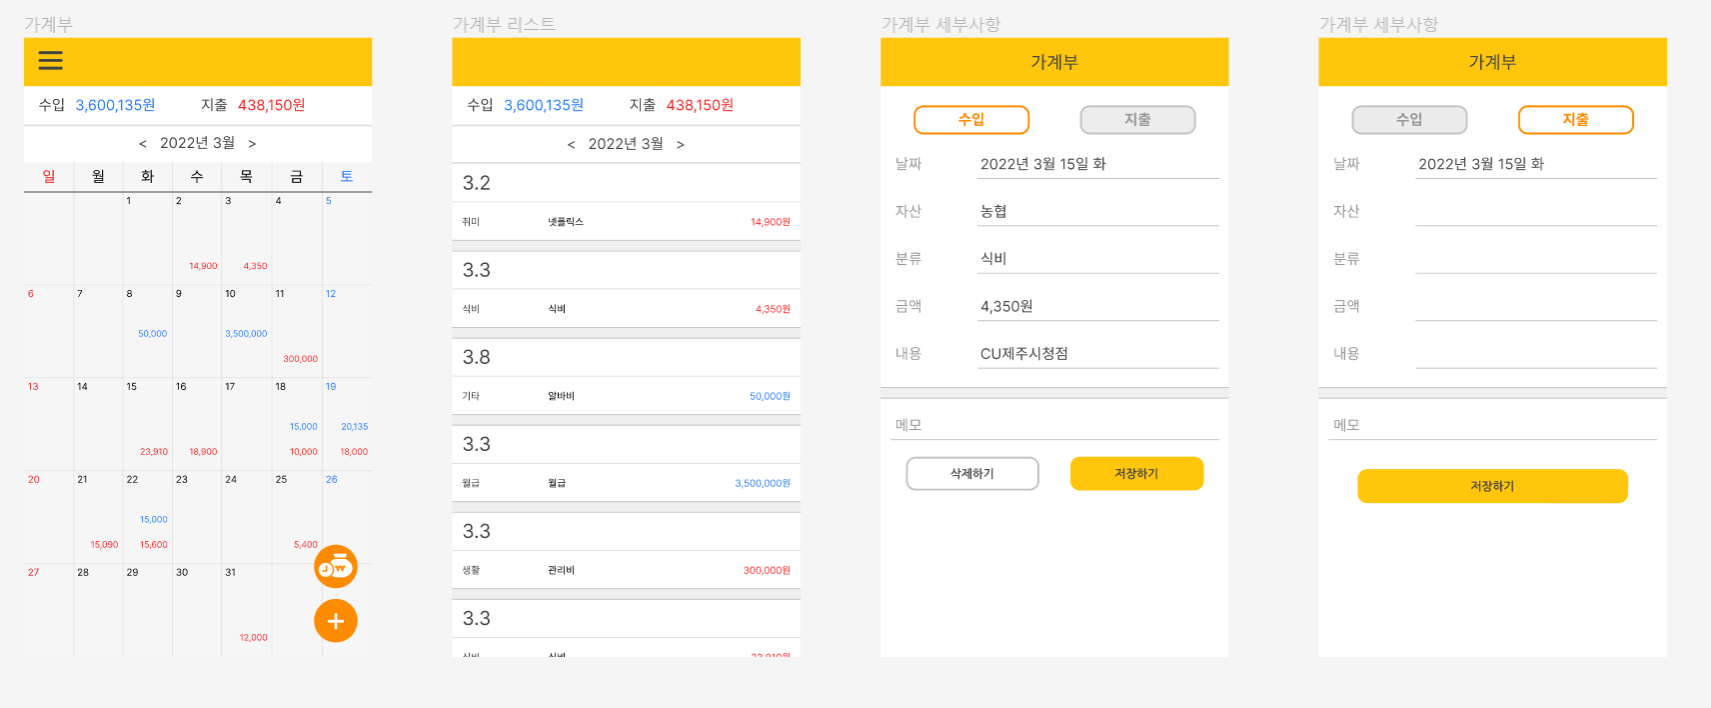 가계부
수입 3,600,135원 지출 438,150원
< 2022년 3월 >
일 월 화 수 목 금 토
1 2 3 4 5
14,900 4,350
6 7 8 9 10 11 12
50,000 3,500,000
300,000
13 14 15 16 17 18 19
15,000 20,135
23,910 18,900 10,000 18,000
20 21 22 23 24 25 26
15,000
15,090 15,600 5,400
27 28 29 30 31
12,000
+
가계부 리스트
수입 3,600,135원 지출 438,150원
< 2022년 3월 >
3.2
취미 넷플릭스 14,900원
3.3
식비 식비 4,350원
3.8
기타 알바비 50,000원
3.3
월급 월급 3,500,000원
3.3
생활 관리비 300,000원
3.3
식비 식비 23,910원
가계부 세부사항
가계부
수입 지출
날짜 2022년 3월 15일 화
자산 농협
분류 식비
금액 4,350원
내용 CU제주시청점
메모
삭제하기 저장하기
가계부 세부사항
가계부
수입 지출
날짜 2022년 3월 15일 화
자산
분류
금액
내용
메모
저장하기